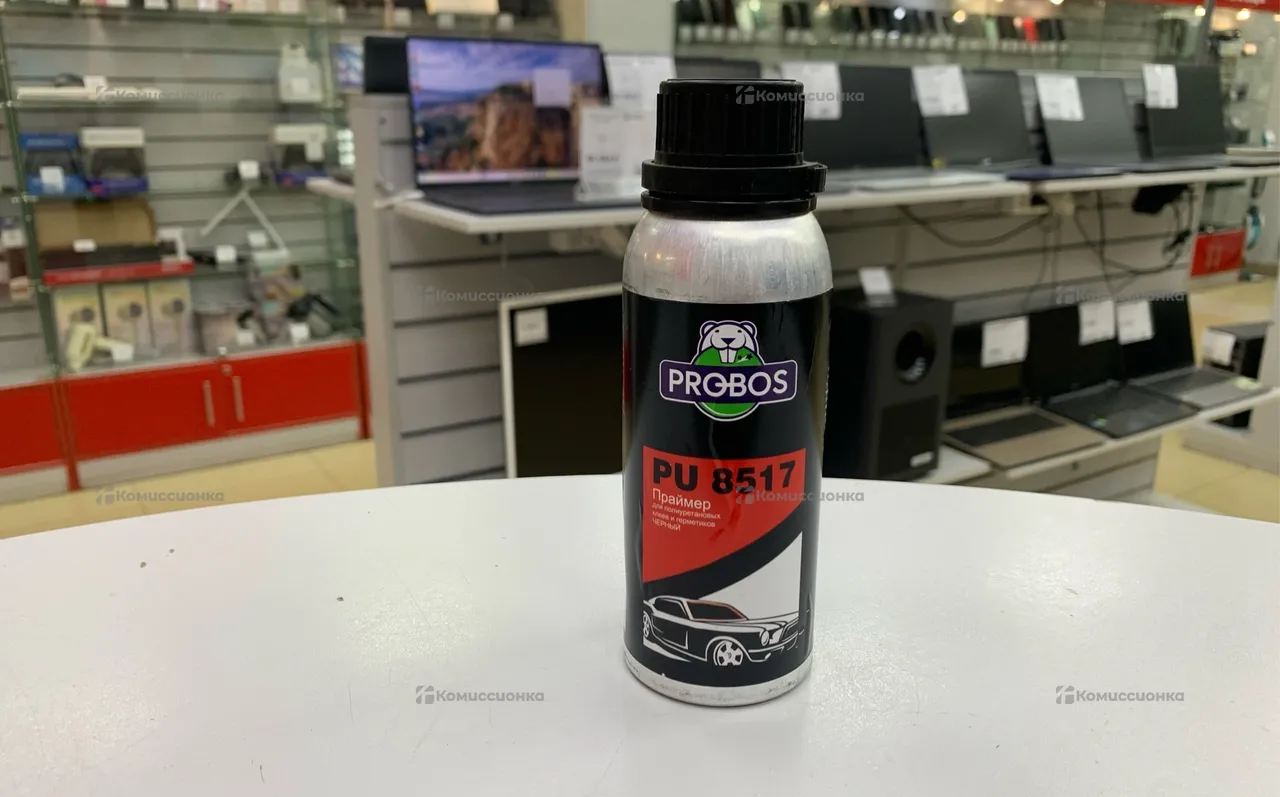 Комиссионка
Комиссионка
Комиссионка
Комиссионка
PROBOS
PU 8517
Праймер
для полиуретановых
клеев и герметиков
ЧЕРНЫЙ
Комиссионка
Комиссионка
Комиссионка
Комиссионка